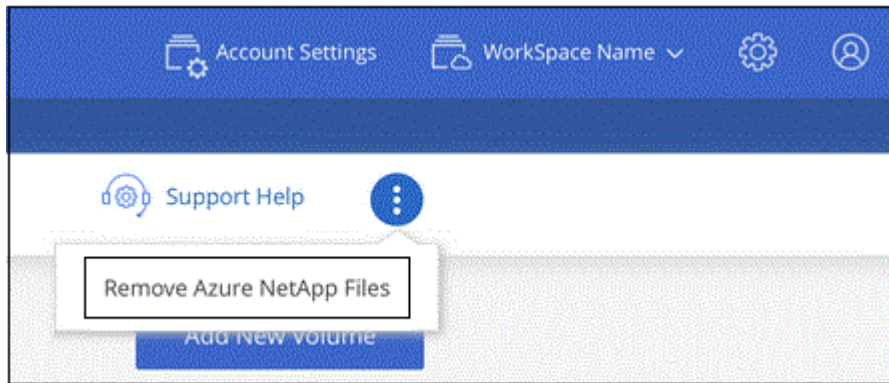 Account Settings
WorkSpace Name
Support Help
Remove Azure NetApp Files
Add New Volume